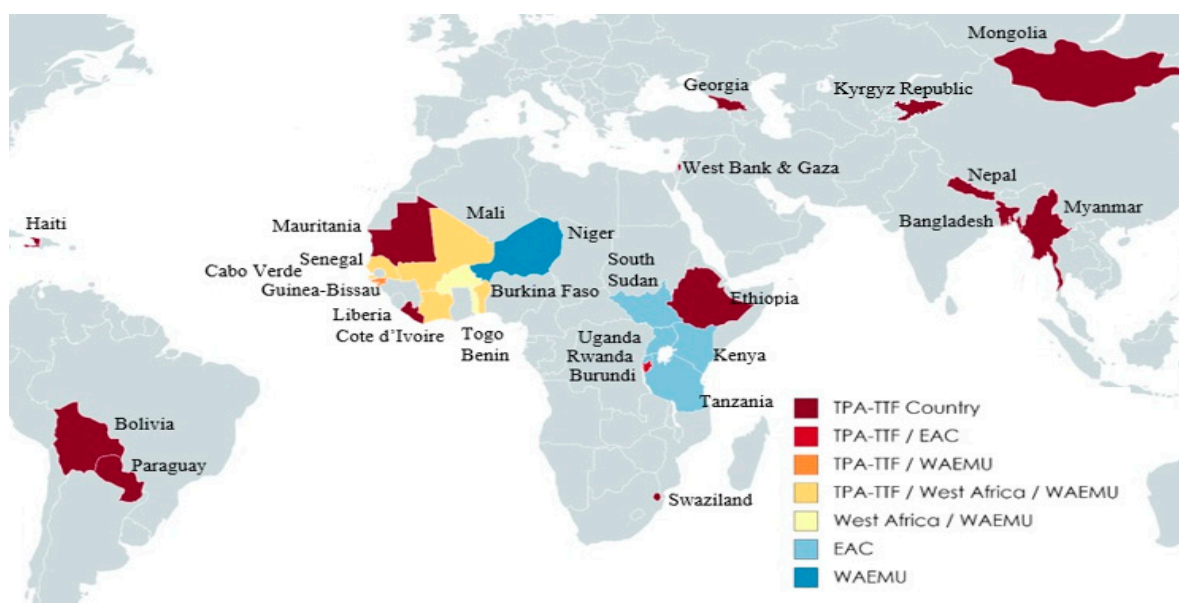 Mongolia
Georgia
Kyrgyz Republic
West Bank & Gaza
Nepal
Bangladesh
Myanmar
Haiti
Mauritania
Mali
Niger
Senegal
Cabo Verde
Guinea-Bissau
Burkina Faso
South
Sudan
Ethiopia
Liberia
Cote d’Ivoire
Togo
Benin
Uganda
Rwanda
Burundi
Kenya
Tanzania
Bolivia
Paraguay
Swaziland
TPA-TTF Country
TPA-TTF / EAC
TPA-TTF / WAEMU
TPA-TTF / West Africa / WAEMU
West Africa / WAEMU
EAC
WAEMU